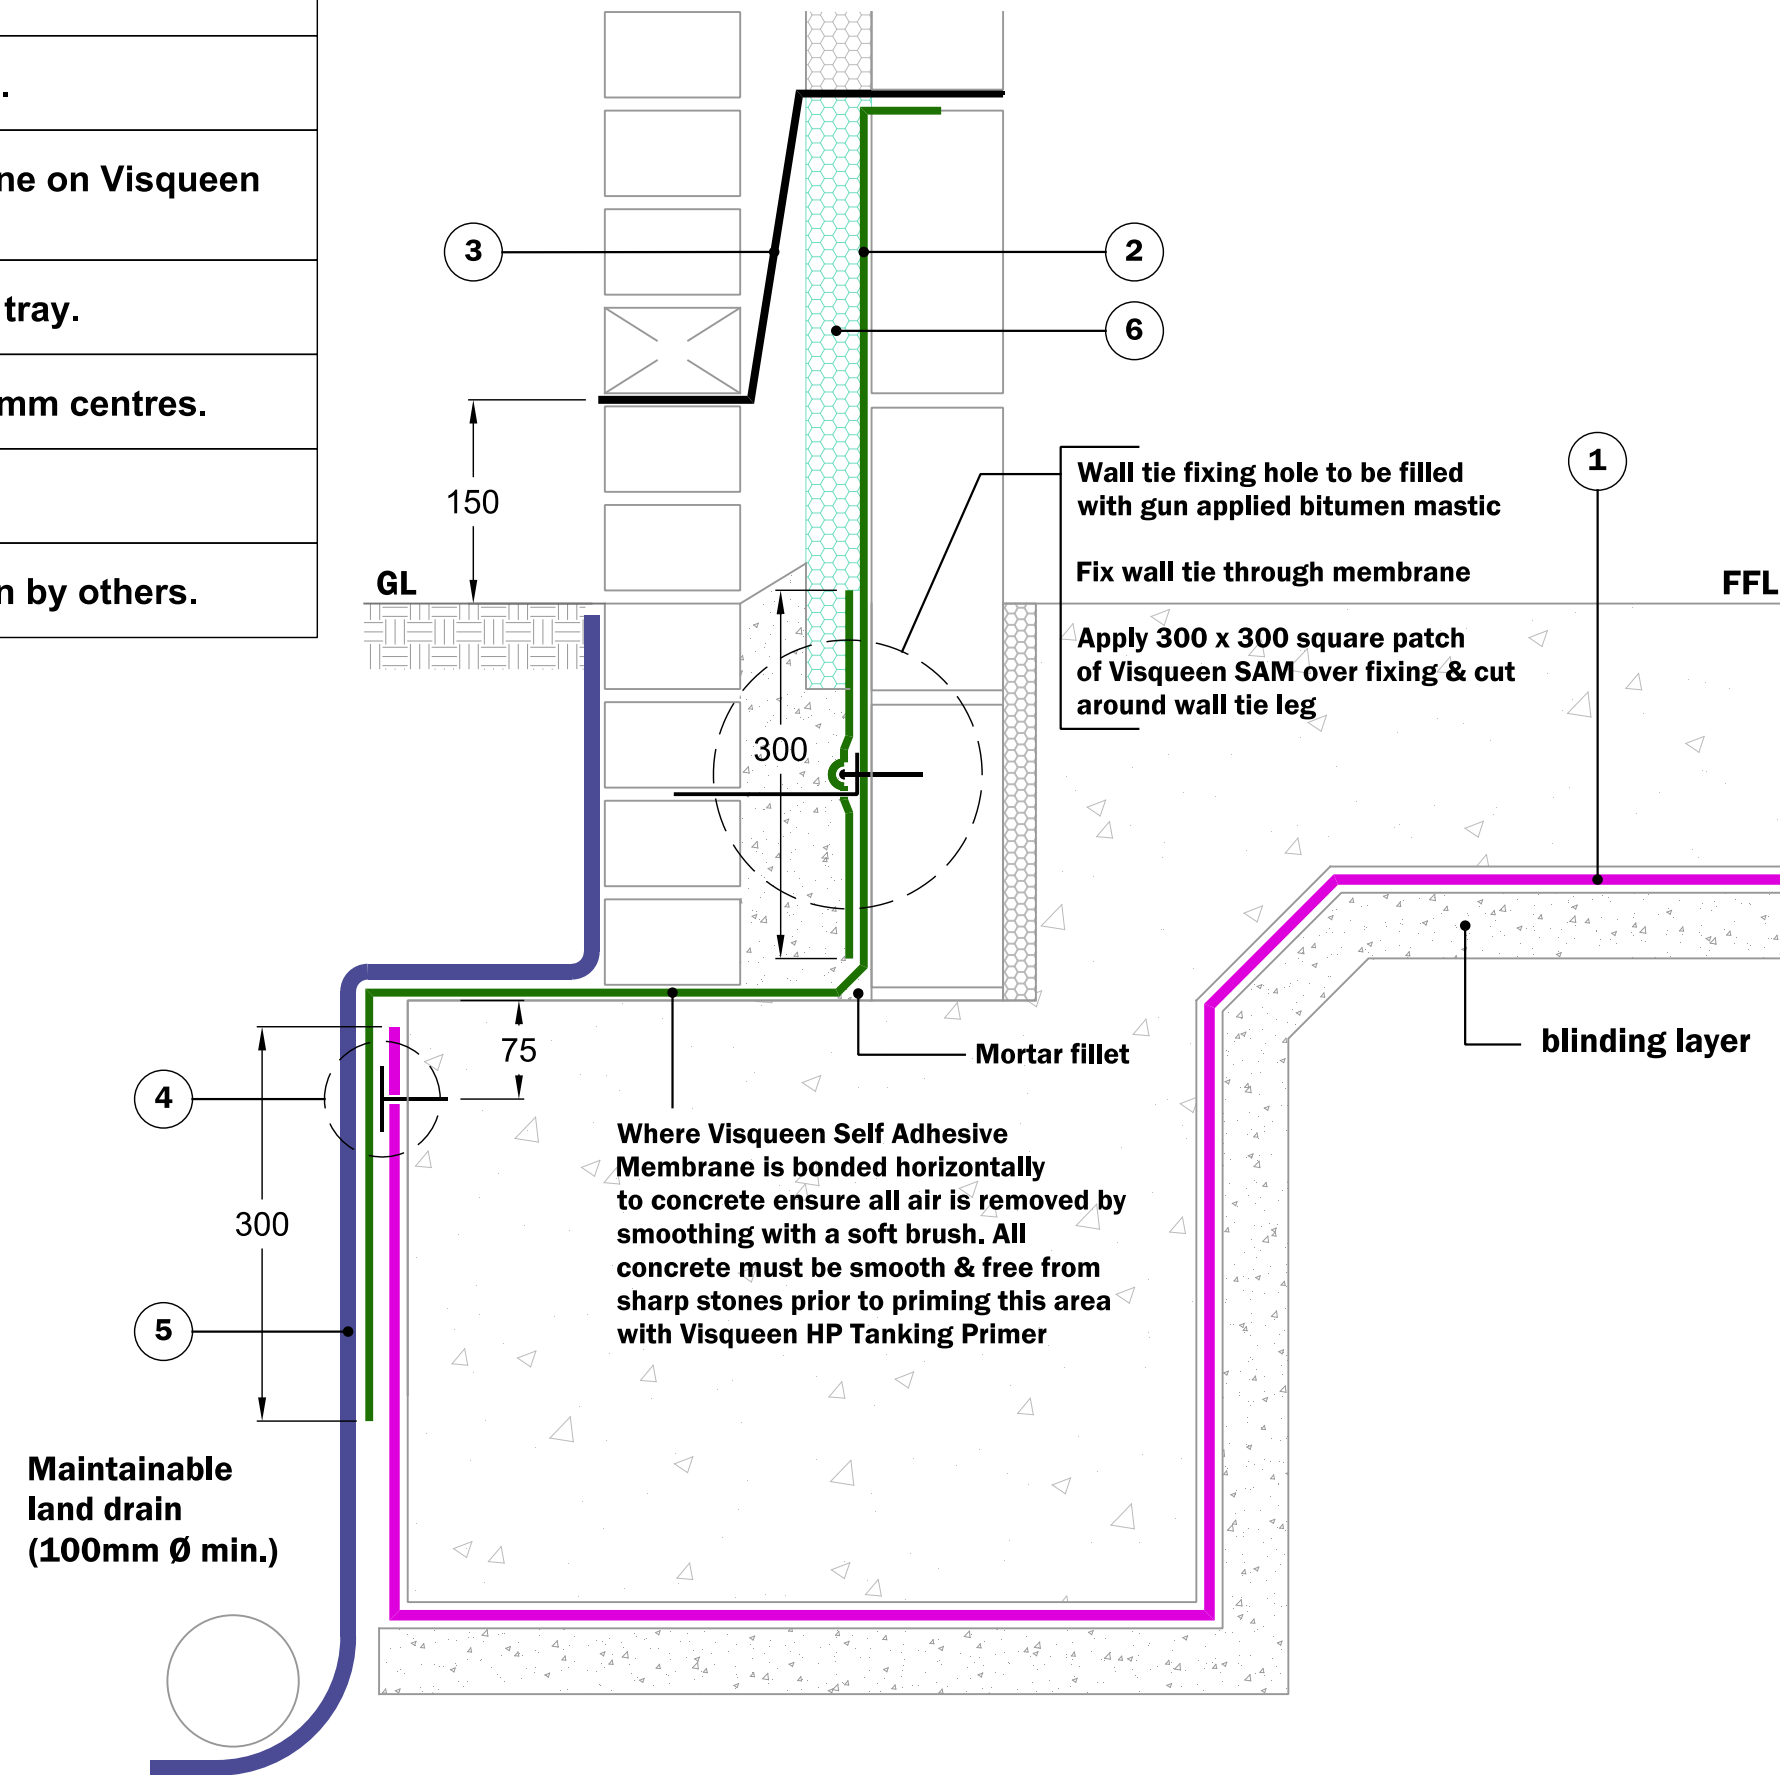 .
ne on Visqueen
tray.
mm centres.
n by others.
3
2
6
150
GL
Wall tie fixing hole to be filled
with gun applied bitumen mastic
Fix wall tie through membrane
Apply 300 x 300 square patch
of Visqueen SAM over fixing & cut
around wall tie leg
1
FFL
300
75
4
Mortar fillet
blinding layer
Where Visqueen Self Adhesive
Membrane is bonded horizontally
to concrete ensure all air is removed by
smoothing with a soft brush. All
concrete must be smooth & free from
sharp stones prior to priming this area
with Visqueen HP Tanking Primer
300
5
Maintainable
land drain
(100mm Ø min.)